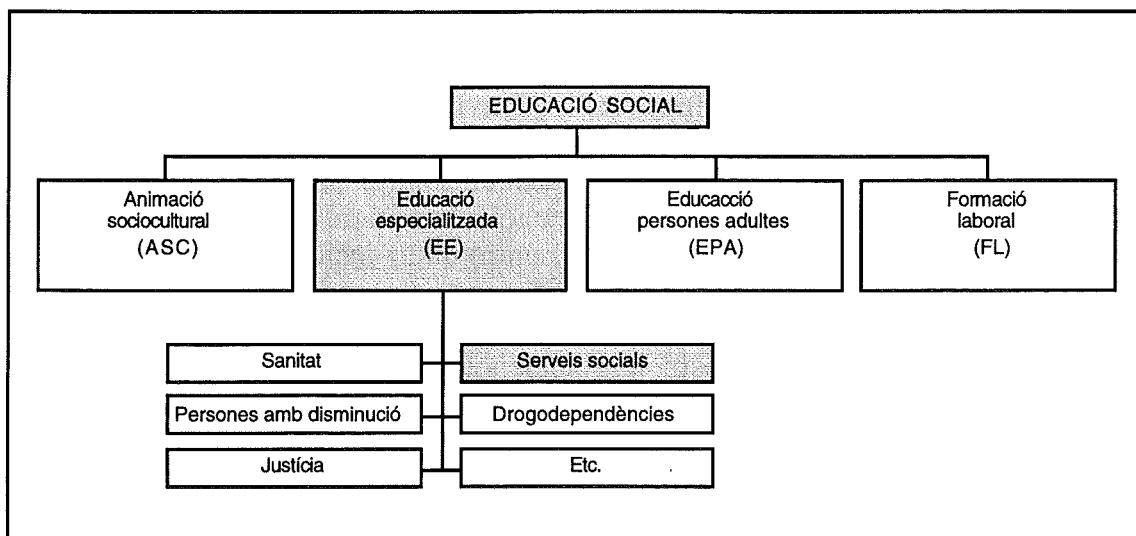 EDUCACIÓ SOCIAL
Animació
sociocultural
(ASC)
Educació
especialitzada
(EE)
Educacció
persones adultes
(EPA)
Formació
laboral
(FL)
Sanitat
Serveis socials
Persones amb disminució
Drogodependències
Justícia
Etc.